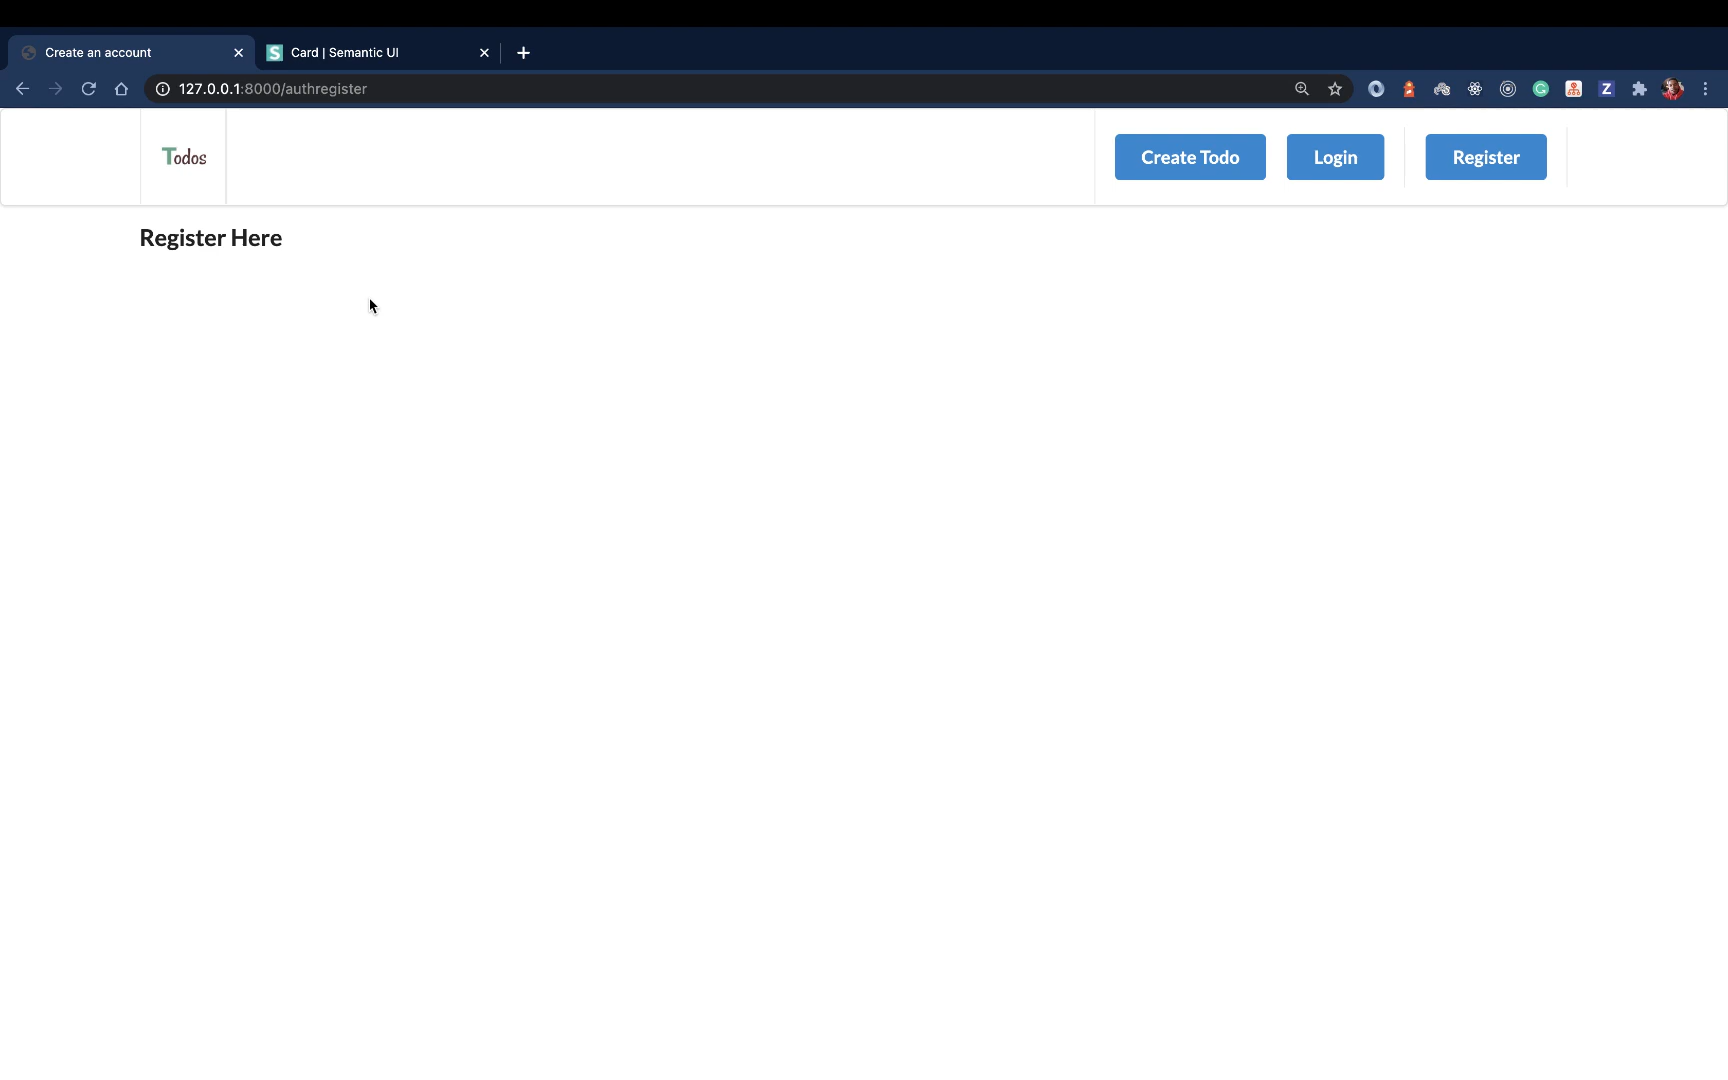 Create an account
Card | Semantic UI
127.0.0.1:8000/authregister
Todos
Create Todo
Login
Register
Register Here